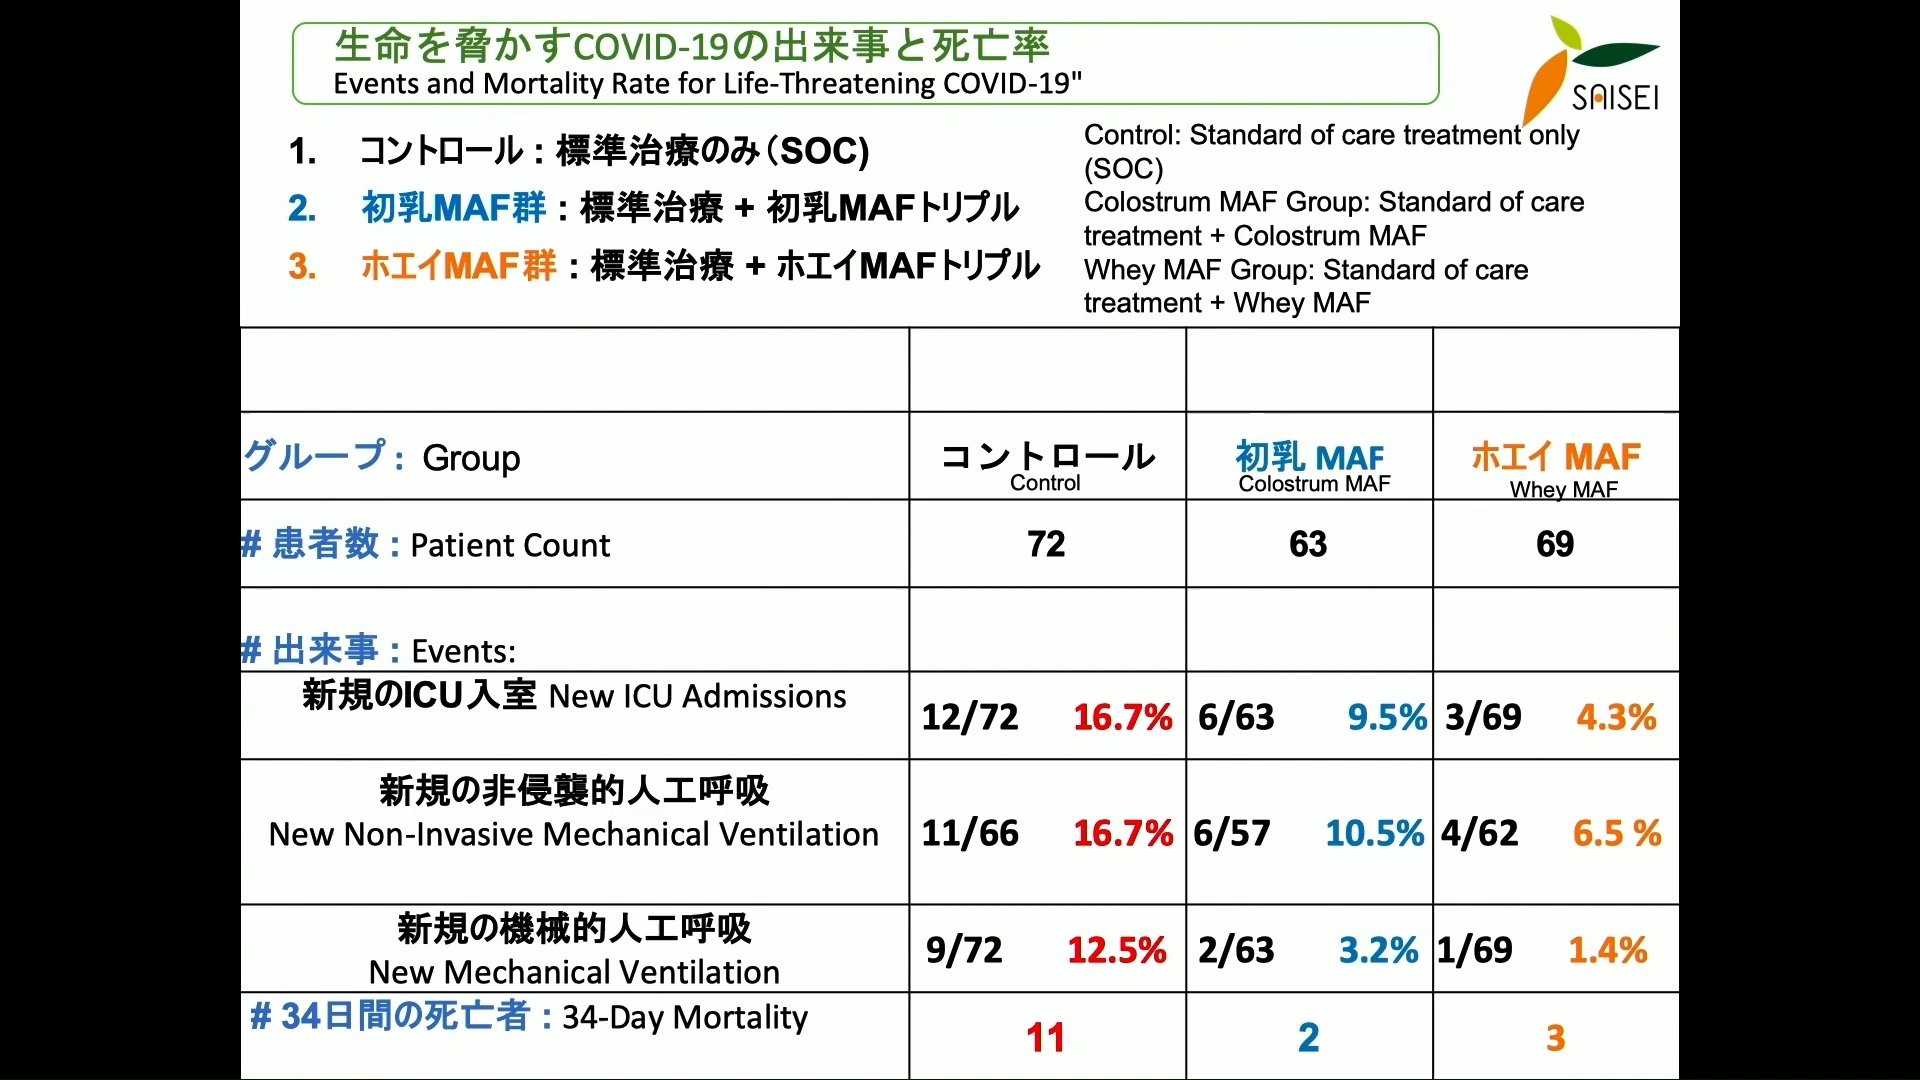 生命を脅かすCOVID-19の出来事と死亡率
Events and Mortality Rate for Life-Threatening COVID-19"
SAISEI
1. コントロール : 標準治療のみ（SOC)
2. 初乳MAF群 : 標準治療 + 初乳MAFトリプル
3. ホエイMAF群 : 標準治療 + ホエイMAFトリプル
Control: Standard of care treatment only
(SOC)
Colostrum MAF Group: Standard of care
treatment + Colostrum MAF
Whey MAF Group: Standard of care
treatment + Whey MAF
グループ : Group コントロール 初乳 MAF ホエイ MAF
Control Colostrum MAF Whey MAF
# 患者数 : Patient Count 72 63 69
# 出来事 : Events:
新規のICU入室 New ICU Admissions
12/72 16.7% 6/63 9.5% 3/69 4.3%
新規の非侵襲的人工呼吸
New Non-Invasive Mechanical Ventilation 11/66 16.7% 6/57 10.5% 4/62 6.5 %
新規の機械的人工呼吸
New Mechanical Ventilation
9/72 12.5% 2/63 3.2% 1/69 1.4%
# 34日間の死亡者 : 34-Day Mortality
11 2 3